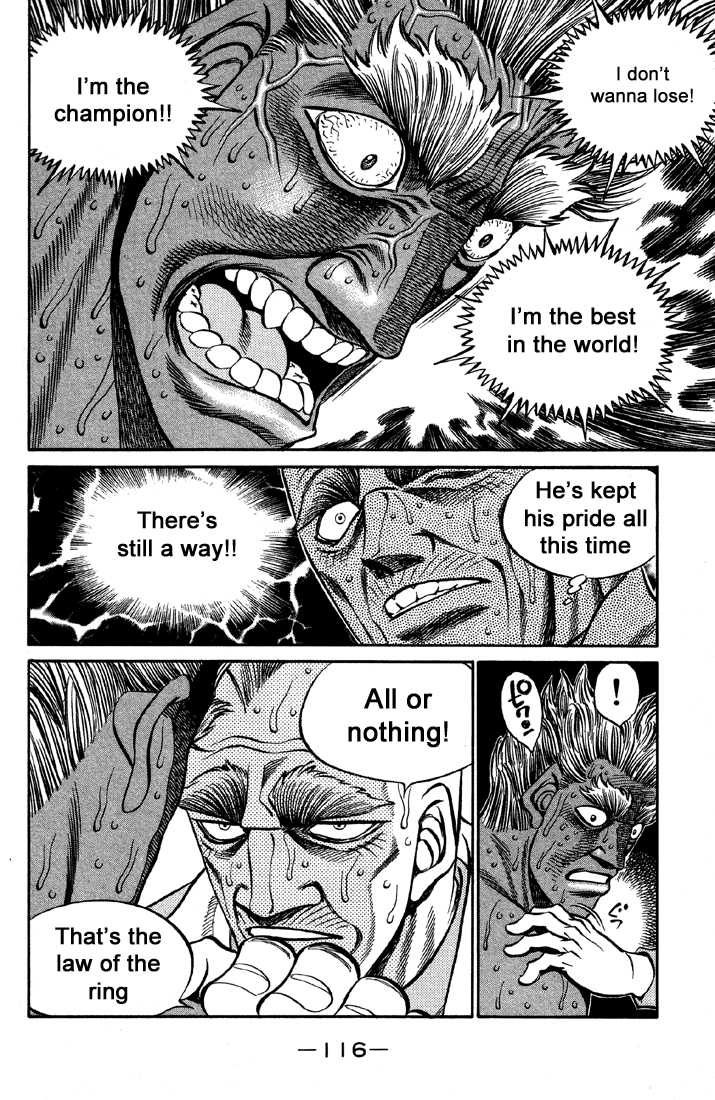 I'm the
champion!!
I don't
wanna lose!
I'm the best
in the world!
There's
still a way!!
He's kept
his pride all
this time
All or
nothing!
That's the
law of the
ring
!
—116—